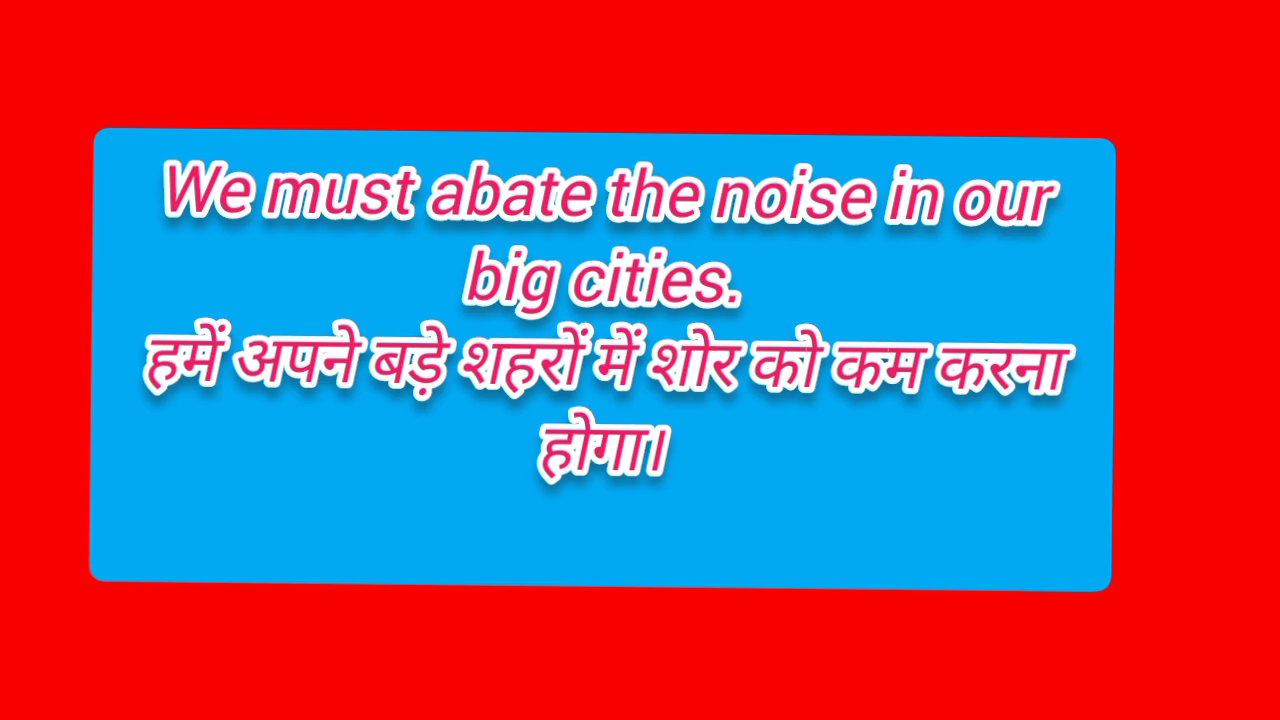 We must abate the noise in our
big cities.
हमें अपने बड़े शहरों में शोर को कम करना
होगा।